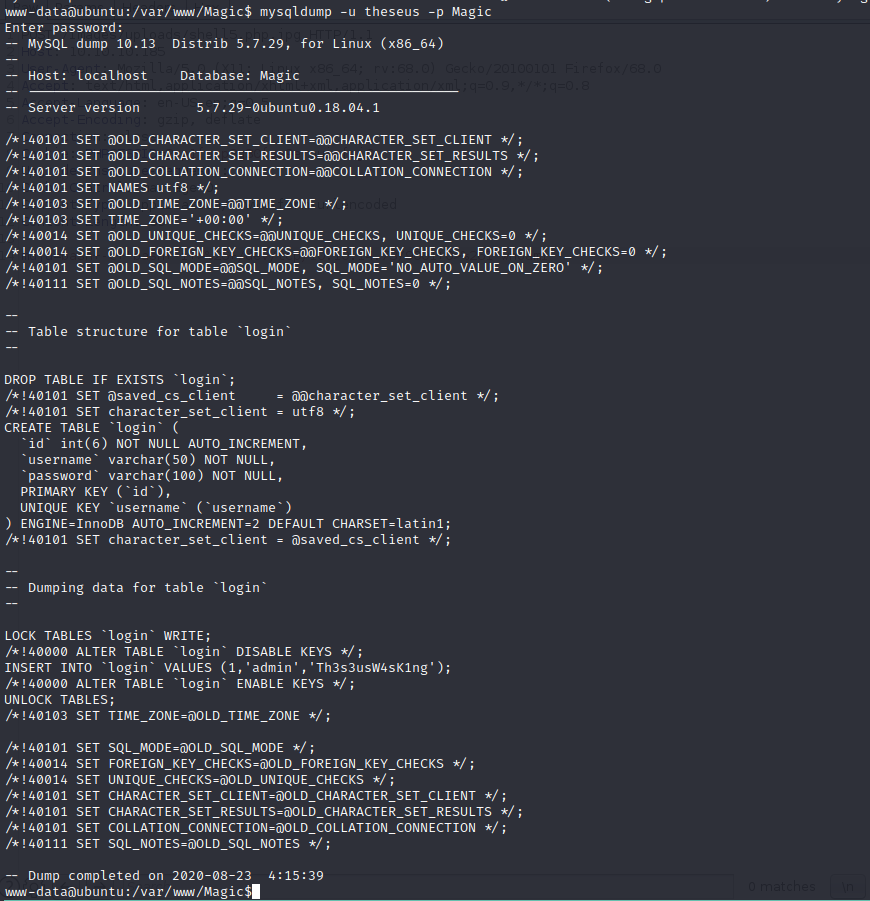 www-data@ubuntu:/var/www/Magic$ mysqldump -u theseus -p Magic
Enter password:
-- MySQL dump 10.13  Distrib 5.7.29, for Linux (x86_64)
--
-- Host: localhost    Database: Magic
-- ------------------------------------------------------
-- Server version       5.7.29-0ubuntu0.18.04.1

/*!40101 SET @OLD_CHARACTER_SET_CLIENT=@@CHARACTER_SET_CLIENT */;
/*!40101 SET @OLD_CHARACTER_SET_RESULTS=@@CHARACTER_SET_RESULTS */;
/*!40101 SET @OLD_COLLATION_CONNECTION=@@COLLATION_CONNECTION */;
/*!40101 SET NAMES utf8 */;
/*!40103 SET @OLD_TIME_ZONE=@@TIME_ZONE */;
/*!40103 SET TIME_ZONE='+00:00' */;
/*!40014 SET @OLD_UNIQUE_CHECKS=@@UNIQUE_CHECKS, UNIQUE_CHECKS=0 */;
/*!40014 SET @OLD_FOREIGN_KEY_CHECKS=@@FOREIGN_KEY_CHECKS, FOREIGN_KEY_CHECKS=0 */;
/*!40101 SET @OLD_SQL_MODE=@@SQL_MODE, SQL_MODE='NO_AUTO_VALUE_ON_ZERO' */;
/*!40111 SET @OLD_SQL_NOTES=@@SQL_NOTES, SQL_NOTES=0 */;

--
-- Table structure for table `login`
--

DROP TABLE IF EXISTS `login`;
/*!40101 SET @saved_cs_client     = @@character_set_client */;
/*!40101 SET character_set_client = utf8 */;
CREATE TABLE `login` (
  `id` int(6) NOT NULL AUTO_INCREMENT,
  `username` varchar(50) NOT NULL,
  `password` varchar(100) NOT NULL,
  PRIMARY KEY (`id`),
  UNIQUE KEY `username` (`username`)
) ENGINE=InnoDB AUTO_INCREMENT=2 DEFAULT CHARSET=latin1;
/*!40101 SET character_set_client = @saved_cs_client */;

--
-- Dumping data for table `login`
--

LOCK TABLES `login` WRITE;
/*!40000 ALTER TABLE `login` DISABLE KEYS */;
INSERT INTO `login` VALUES (1,'admin','Th3s3usW4sK1ng');
/*!40000 ALTER TABLE `login` ENABLE KEYS */;
UNLOCK TABLES;
/*!40103 SET TIME_ZONE=@OLD_TIME_ZONE */;

/*!40101 SET SQL_MODE=@OLD_SQL_MODE */;
/*!40014 SET FOREIGN_KEY_CHECKS=@OLD_FOREIGN_KEY_CHECKS */;
/*!40014 SET UNIQUE_CHECKS=@OLD_UNIQUE_CHECKS */;
/*!40101 SET CHARACTER_SET_CLIENT=@OLD_CHARACTER_SET_CLIENT */;
/*!40101 SET CHARACTER_SET_RESULTS=@OLD_CHARACTER_SET_RESULTS */;
/*!40101 SET COLLATION_CONNECTION=@OLD_COLLATION_CONNECTION */;
/*!40111 SET SQL_NOTES=@OLD_SQL_NOTES */;

-- Dump completed on 2020-08-23  4:15:39
www-data@ubuntu:/var/www/Magic$
0 matches